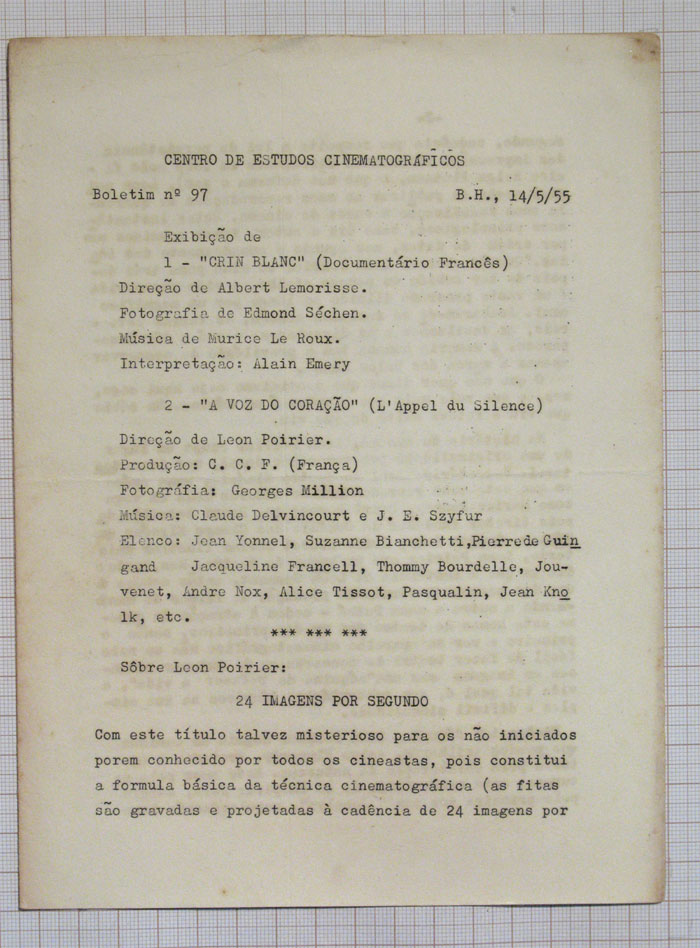 CENTRO DE ESTUDOS CINEMATOGRÁFICOS
Boletim nº 97 B.H., 14/5/55
Exibição de
1 - "CRIN BLANC" (Documentário Francês)
Direção de Albert Lemorisse.
Fotografia de Edmond Séchen.
Música de Murice Le Roux.
Interpretação: Alain Emery
2 - "A VOZ DO CORAÇÃO" (L'Appel du Silence)
Direção de Leon Poirier.
Produção: C. C. F. (França)
Fotográfia: Georges Million
Música: Claude Delvincourt e J. E. Szyfur
Elenco: Jean Yonnel, Suzanne Bianchetti,Pierre de Guin
gand Jacqueline Francell, Thommy Bourdelle, Jou-
venet, Andre Nox, Alice Tissot, Pasqualin, Jean Kno
lk, etc.
*** *** ***
Sôbre Leon Poirier:
24 IMAGENS POR SEGUNDO
Com este título talvez misterioso para os não iniciados
porem conhecido por todos os cineastas, pois constitui
a formula básica da técnica cinematográfica (as fitas
são gravadas e projetadas à cadência de 24 imagens por